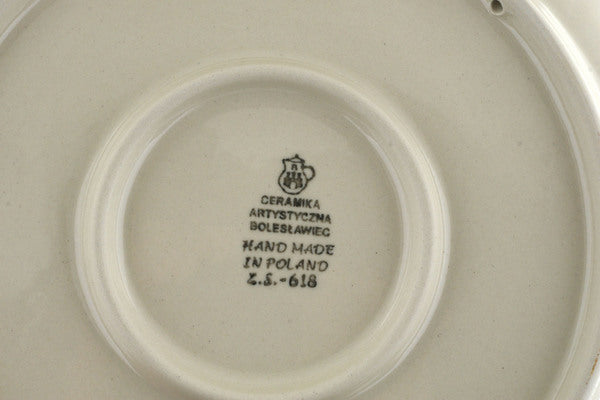 CERAMIKA
ARTYSTYCZNA
BOLESŁAWIEC
HAND MADE
IN POLAND
Z.S.-618